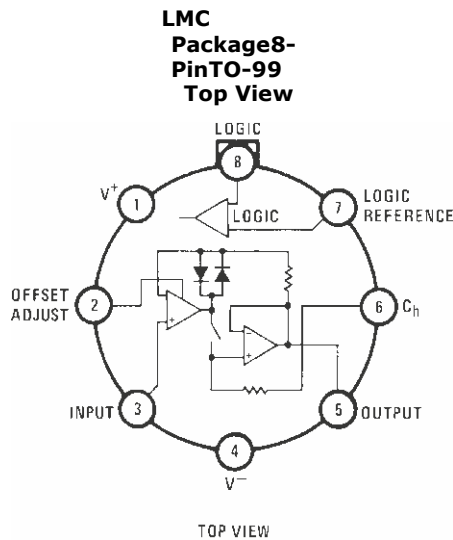 LMC
Package8-
PinTO-99
Top View
LOGIC
8
V+
1
7
LOGIC
REFERENCE
LOGIC
OFFSET
ADJUST
2
+
-
+
6
Ch
INPUT
3
5
OUTPUT
4
V-
TOP VIEW